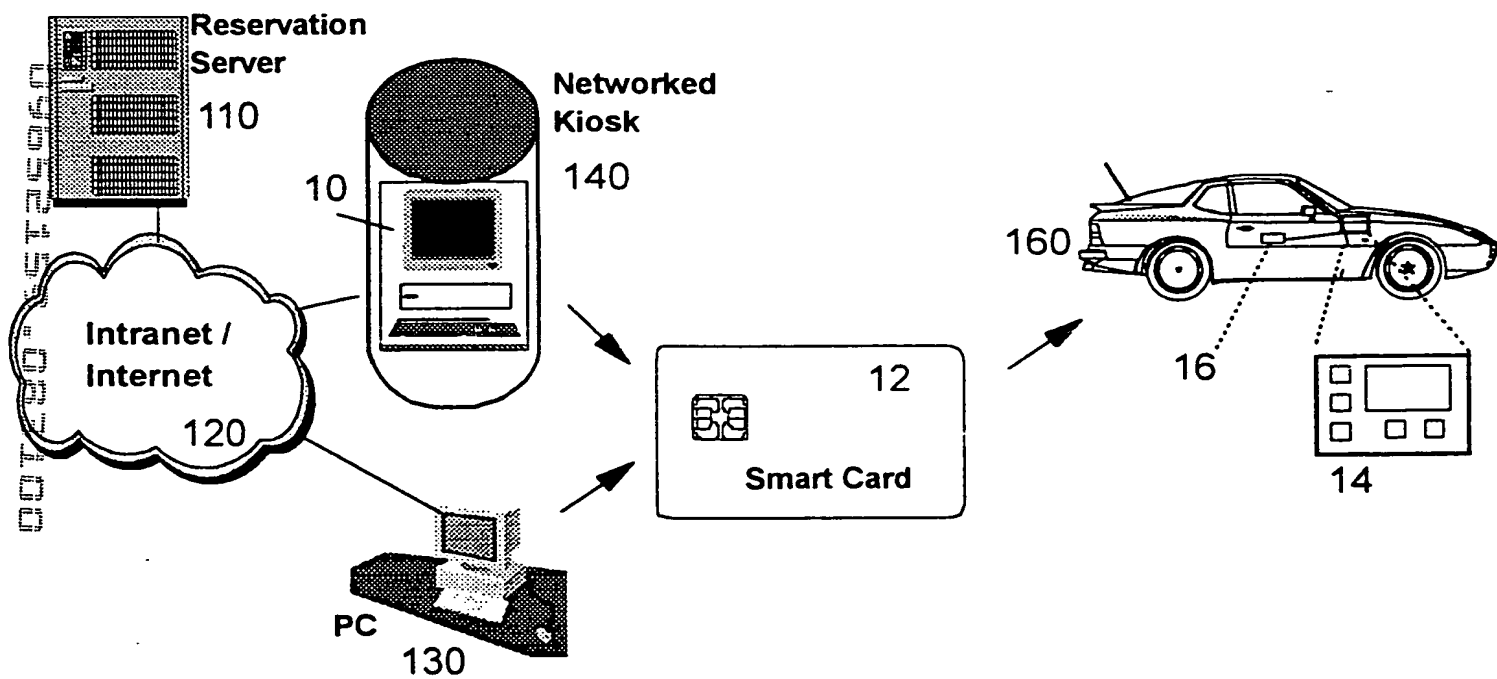 Reservation
Server
110
Networked
Kiosk
140
10
160
Intranet /
Internet
120
12
Smart Card
16
14
PC
130